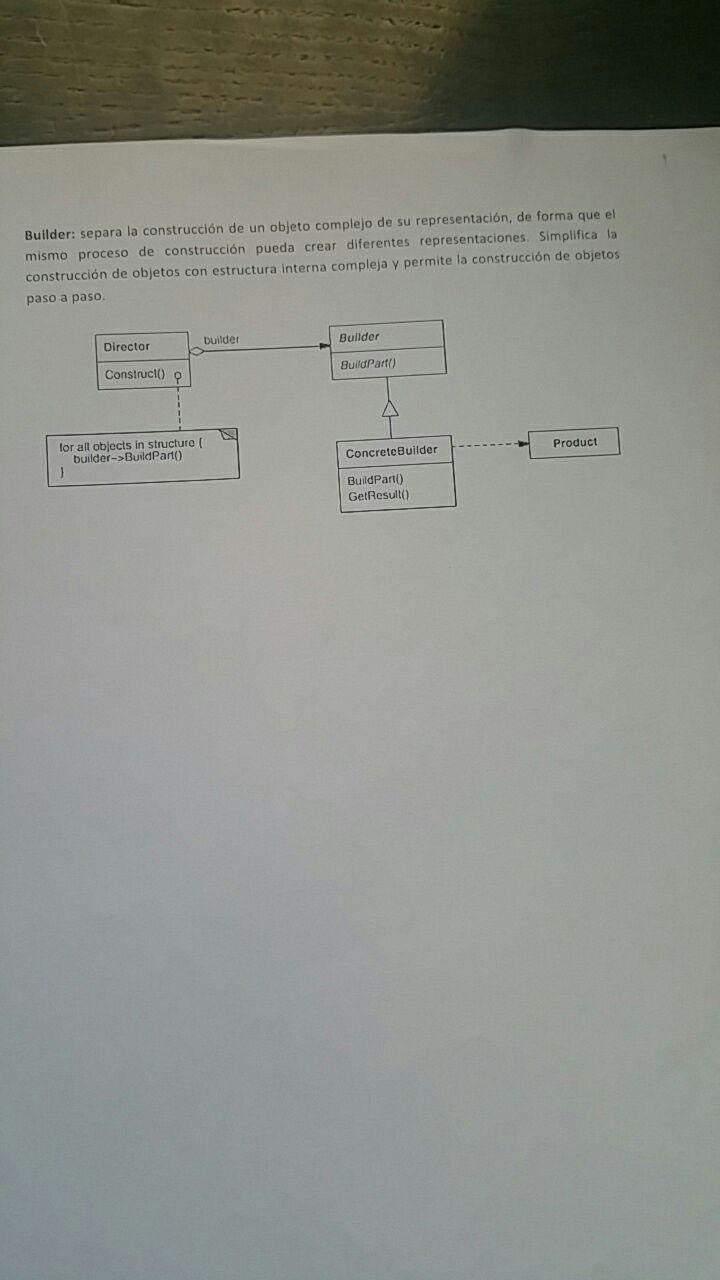 Builder: separa la construcción de un objeto complejo de su representación, de forma que el
mismo proceso de construcción pueda crear diferentes representaciones. Simplifica la
construcción de objetos con estructura interna compleja y permite la construcción de objetos
paso a paso.
Director
builder
Builder
Construct()
BuildPart()
for all objects in structure {
builder->BuildPart()
}
ConcreteBuilder
Product
BuildPart()
GetResult()